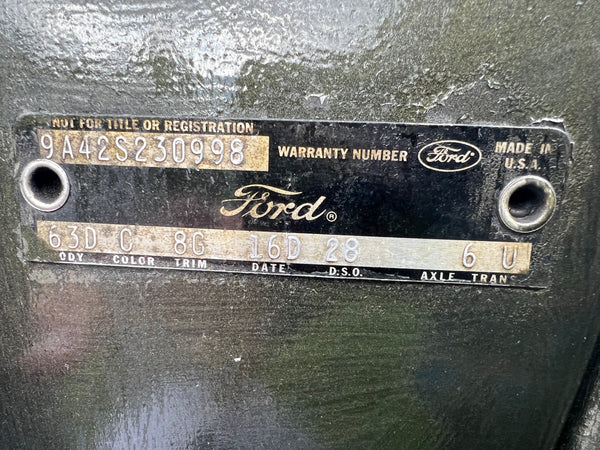 NOT FOR TITLE OR REGISTRATION
9A42S230998 WARRANTY NUMBER Ford MADE IN U.S.A.
Ford ®
63D C 8G 16D 28 6 U
ODY COLOR TRIM DATE D.S.O. AXLE TRANS